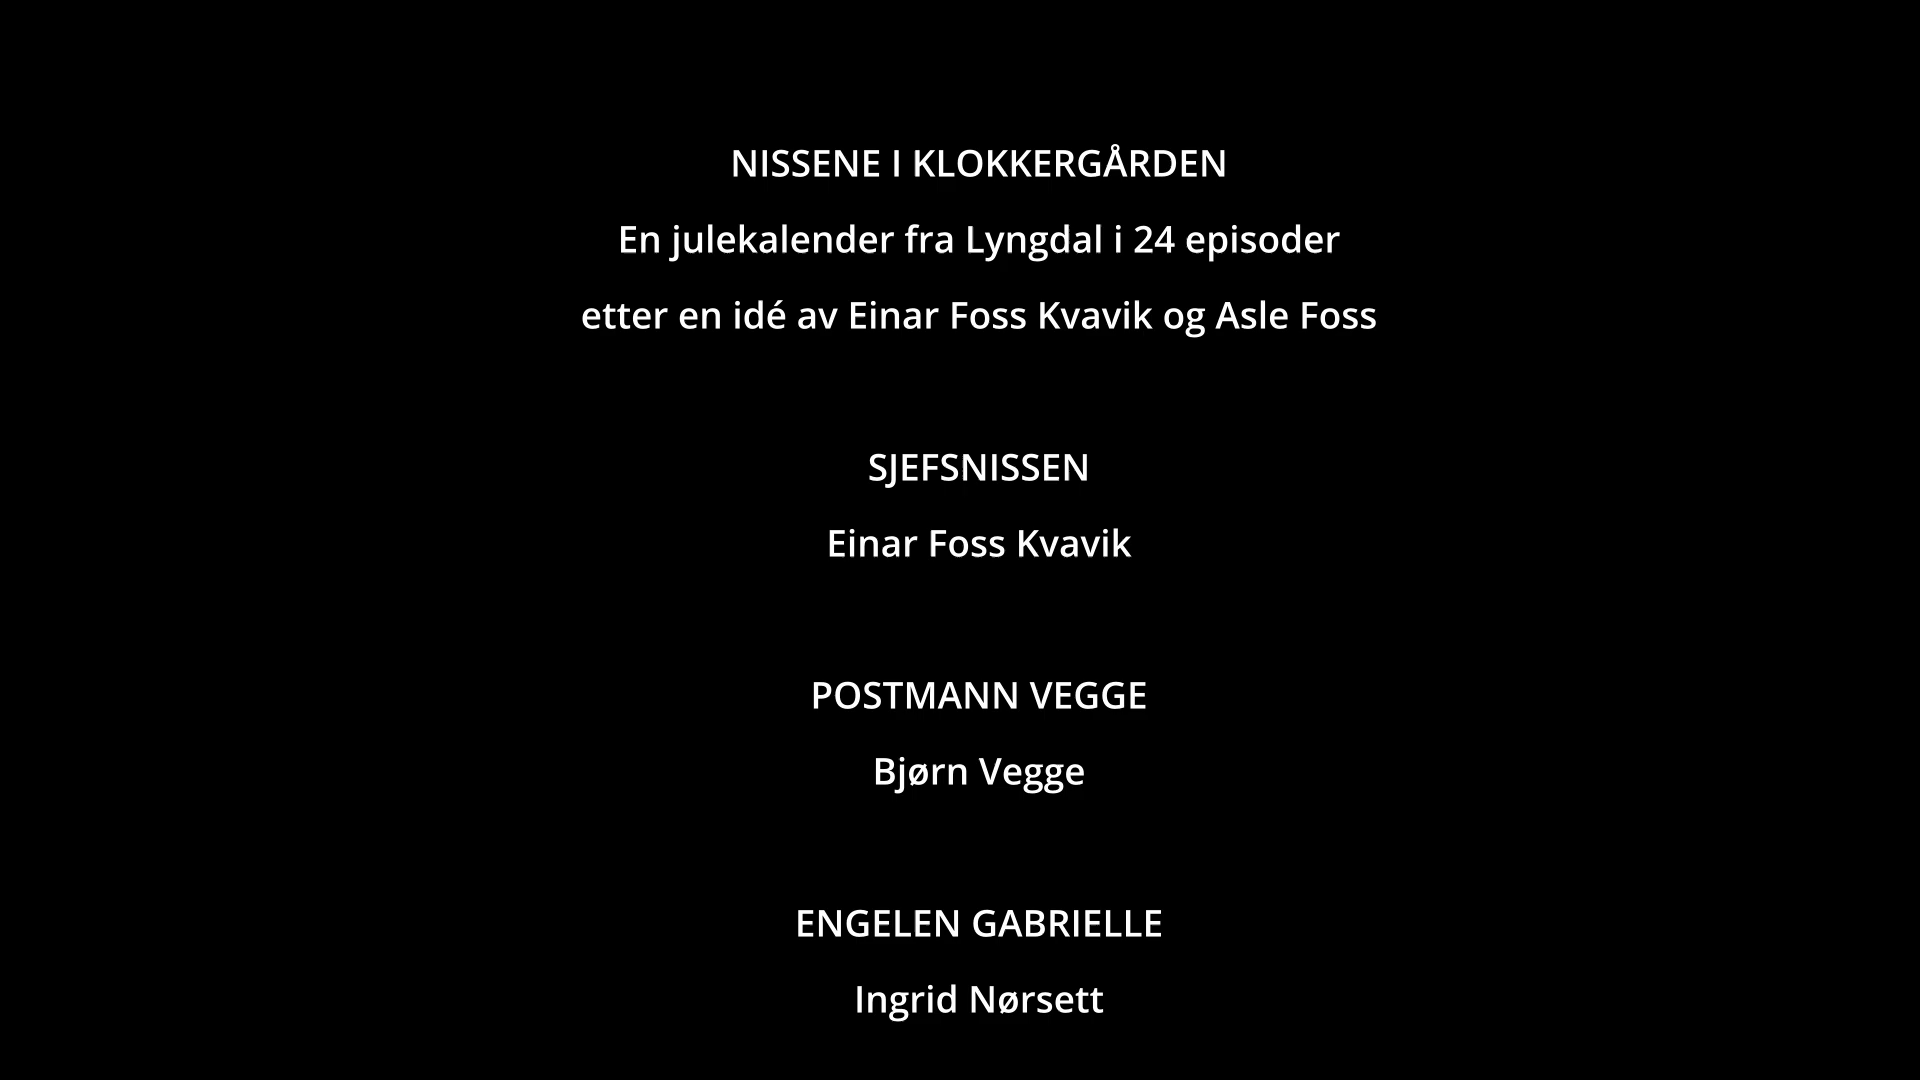 NISSENE I KLOKKERGÅRDEN
En julekalender fra Lyngdal i 24 episoder
etter en idé av Einar Foss Kvavik og Asle Foss
SJEFSNISSEN
Einar Foss Kvavik
POSTMANN VEGGE
Bjørn Vegge
ENGELEN GABRIELLE
Ingrid Nørsett